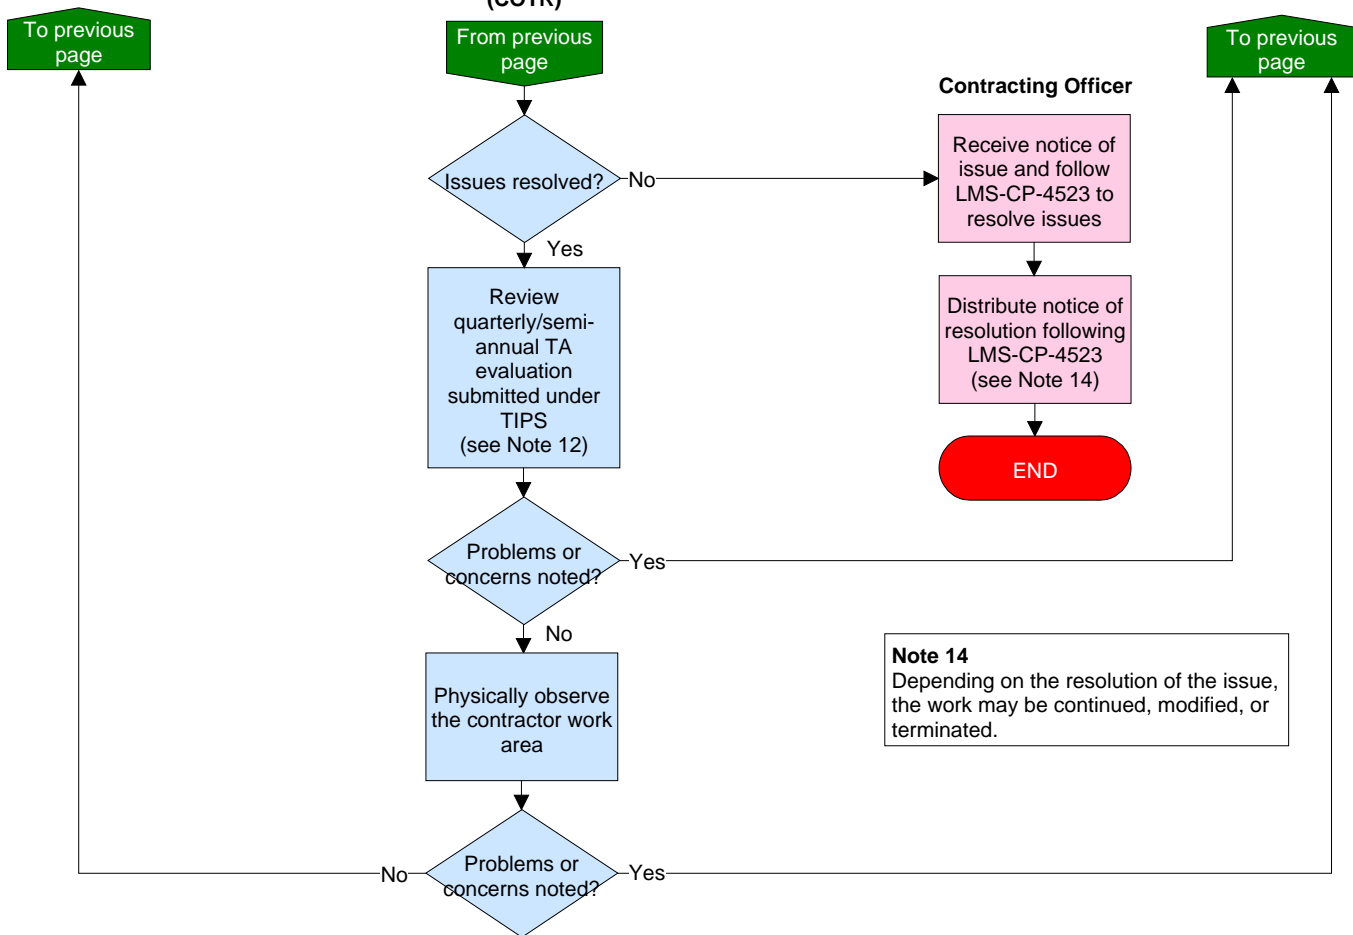 (COTR)
To previous
page
From previous
page
To previous
page
Contracting Officer
Issues resolved?
No
Receive notice of
issue and follow
LMS-CP-4523 to
resolve issues
Yes
Review
quarterly/semi-
annual TA
evaluation
submitted under
TIPS
(see Note 12)
Distribute notice of
resolution following
LMS-CP-4523
(see Note 14)
END
Problems or
concerns noted?
Yes
No
Note 14
Depending on the resolution of the issue,
the work may be continued, modified, or
terminated.
Physically observe
the contractor work
area
No
Problems or
concerns noted?
Yes